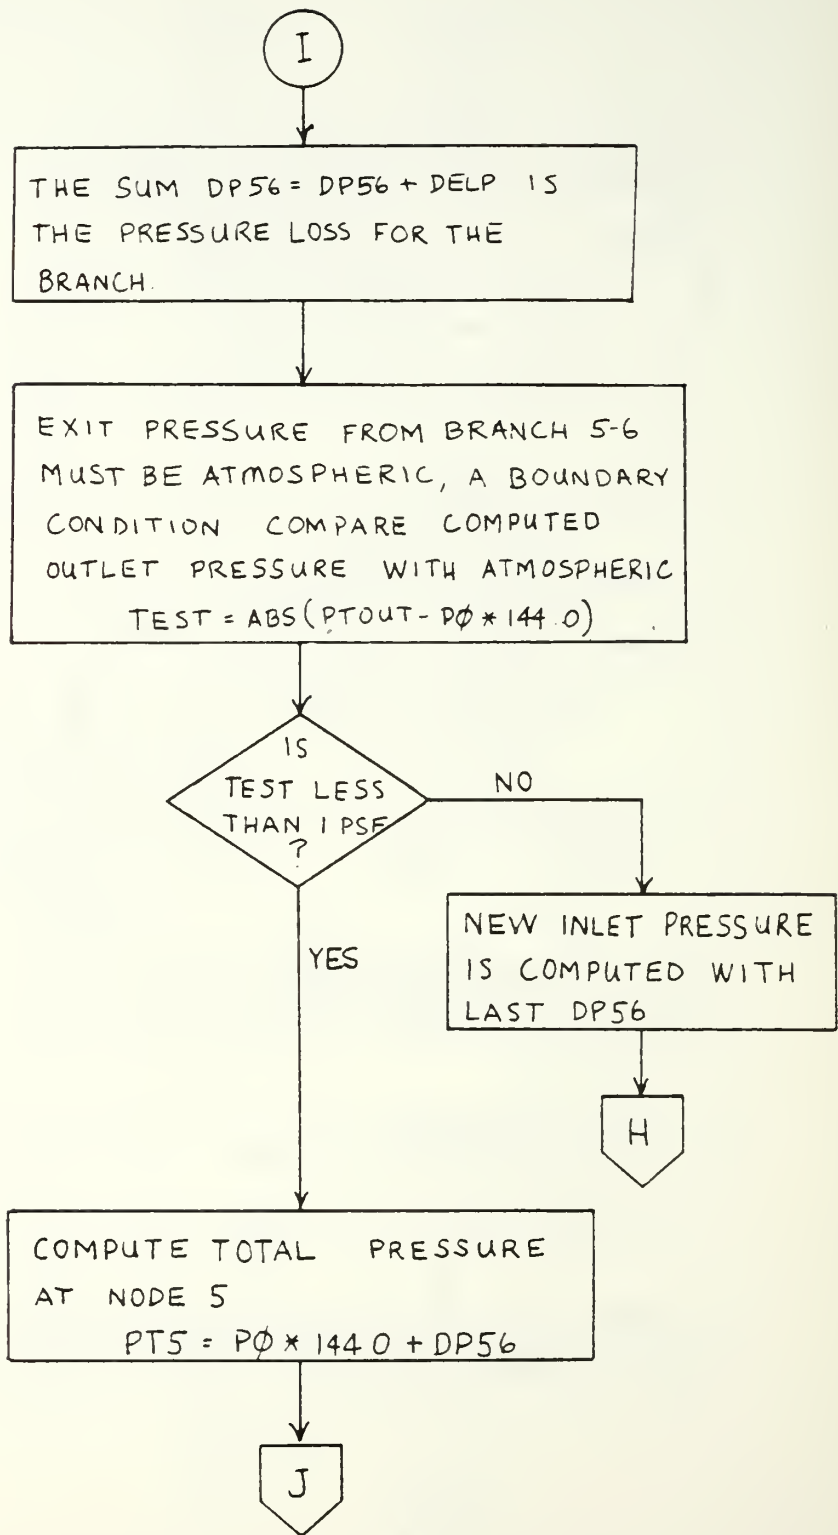 I
THE SUM DP56 = DP56 + DELP IS
THE PRESSURE LOSS FOR THE
BRANCH.
EXIT PRESSURE FROM BRANCH 5-6
MUST BE ATMOSPHERIC, A BOUNDARY
CONDITION COMPARE COMPUTED
OUTLET PRESSURE WITH ATMOSPHERIC
TEST = ABS(PTOUT - PØ * 144.0)
IS
TEST LESS
THAN 1 PSF
?
NO
NEW INLET PRESSURE
IS COMPUTED WITH
LAST DP56
H
YES
COMPUTE TOTAL PRESSURE
AT NODE 5
PT5 = PØ * 144 0 + DP56
J